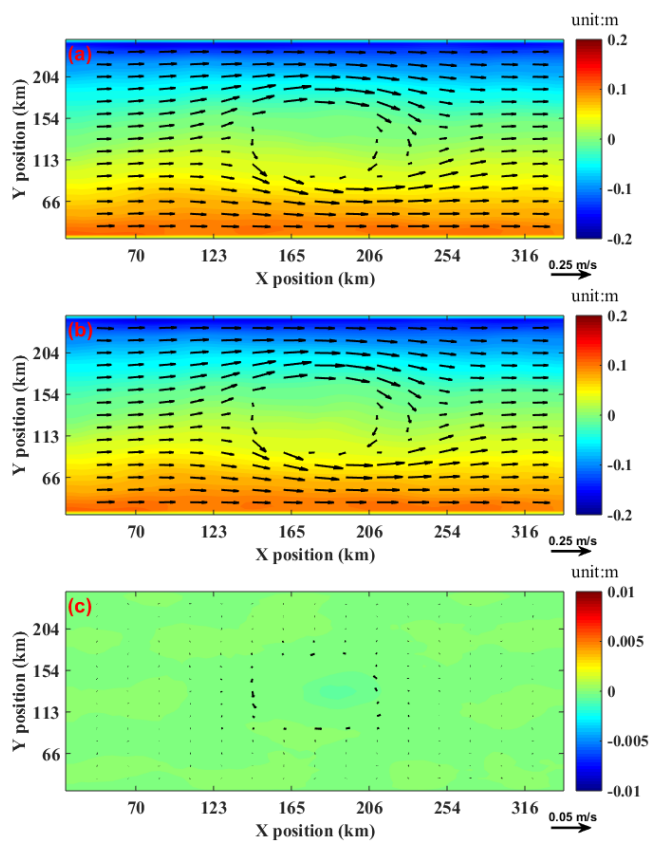 unit:m
(a)
0.2
204
0.1
Y position (km)
154
0
113
-0.1
66
-0.2
70 123 165 206 254 316
X position (km)
0.25 m/s
unit:m
(b)
0.2
204
0.1
Y position (km)
154
0
113
-0.1
66
-0.2
70 123 165 206 254 316
X position (km)
0.25 m/s
unit:m
(c)
0.01
204
0.005
Y position (km)
154
0
113
-0.005
66
-0.01
70 123 165 206 254 316
X position (km)
0.05 m/s